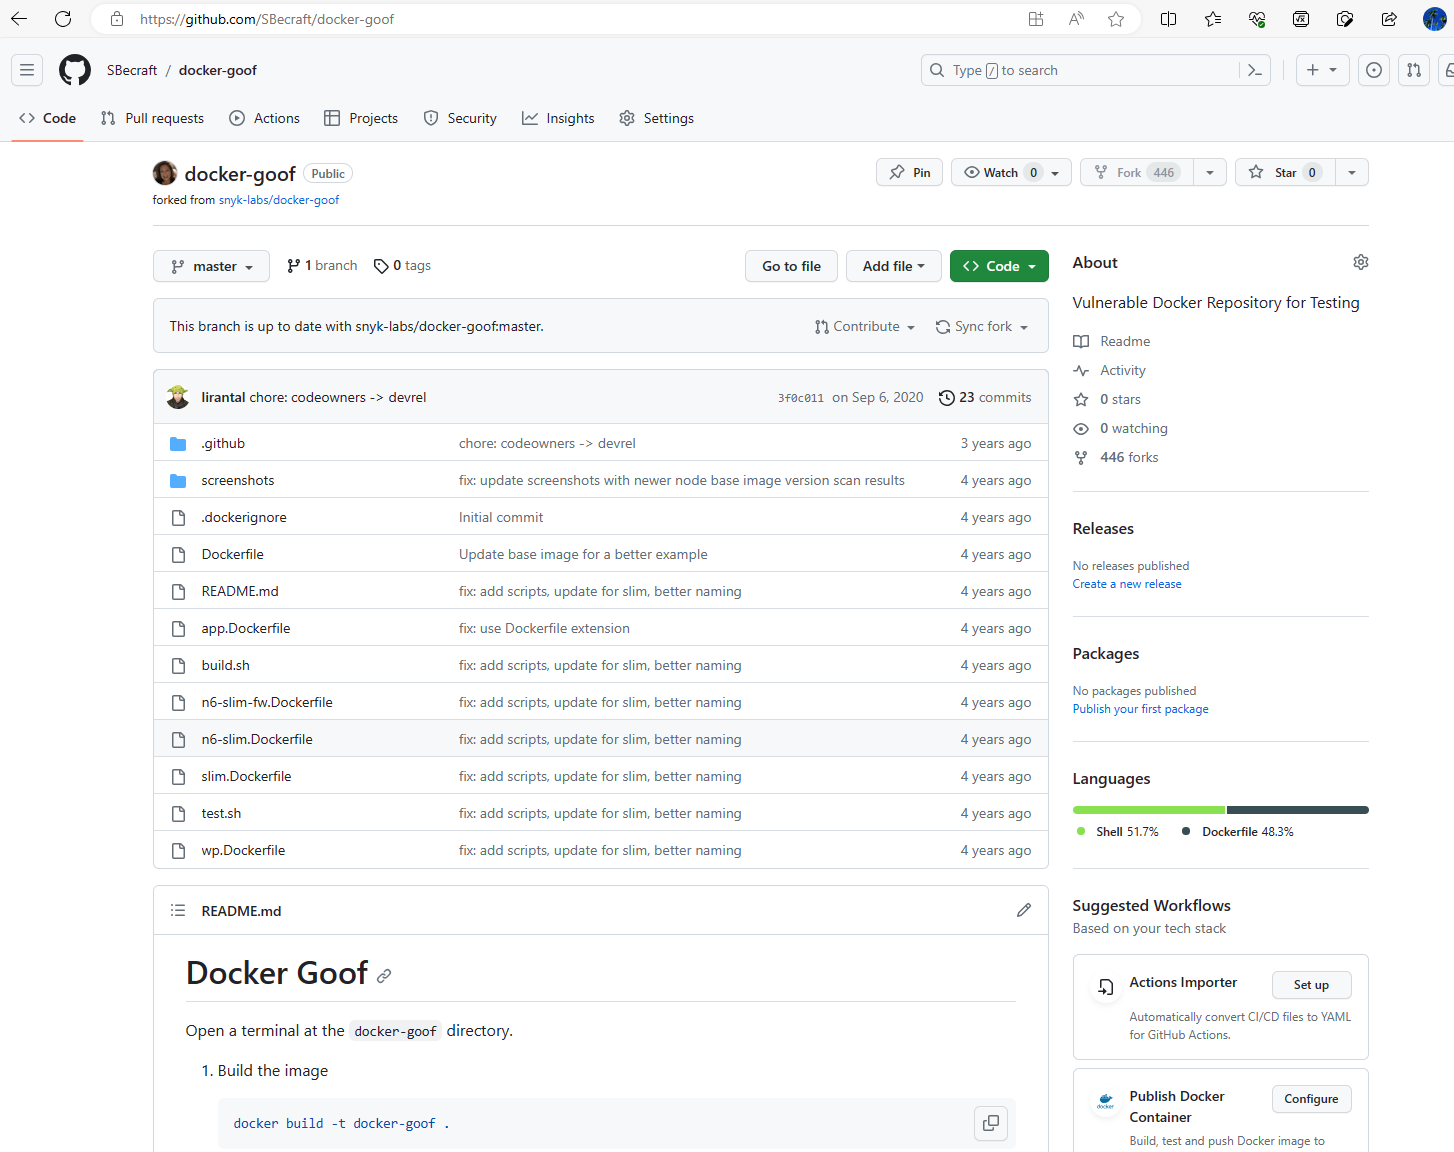 https://github.com/SBecraft/docker-goof
SBecraft / docker-goof
Type / to search
Code
Pull requests
Actions
Projects
Security
Insights
Settings
docker-goof Public
Pin
Watch 0
Fork 446
Star 0
forked from snyk-labs/docker-goof
master
1 branch
0 tags
Go to file
Add file
Code
This branch is up to date with snyk-labs/docker-goof:master.
Contribute
Sync fork
lirantal chore: codeowners -> devrel 3f0c011 on Sep 6, 2020 23 commits
.github chore: codeowners -> devrel 3 years ago
screenshots fix: update screenshots with newer node base image version scan results 4 years ago
.dockerignore Initial commit 4 years ago
Dockerfile Update base image for a better example 4 years ago
README.md fix: add scripts, update for slim, better naming 4 years ago
app.Dockerfile fix: use Dockerfile extension 4 years ago
build.sh fix: add scripts, update for slim, better naming 4 years ago
n6-slim-fw.Dockerfile fix: add scripts, update for slim, better naming 4 years ago
n6-slim.Dockerfile fix: add scripts, update for slim, better naming 4 years ago
slim.Dockerfile fix: add scripts, update for slim, better naming 4 years ago
test.sh fix: add scripts, update for slim, better naming 4 years ago
wp.Dockerfile fix: add scripts, update for slim, better naming 4 years ago
README.md
Docker Goof
Open a terminal at the docker-goof directory.
1. Build the image
docker build -t docker-goof .
About
Vulnerable Docker Repository for Testing
Readme
Activity
0 stars
0 watching
446 forks
Releases
No releases published
Create a new release
Packages
No packages published
Publish your first package
Languages
Shell 51.7% Dockerfile 48.3%
Suggested Workflows
Based on your tech stack
Actions Importer
Set up
Automatically convert CI/CD files to YAML
for GitHub Actions.
Publish Docker
Container
Configure
docker
Build, test and push Docker image to